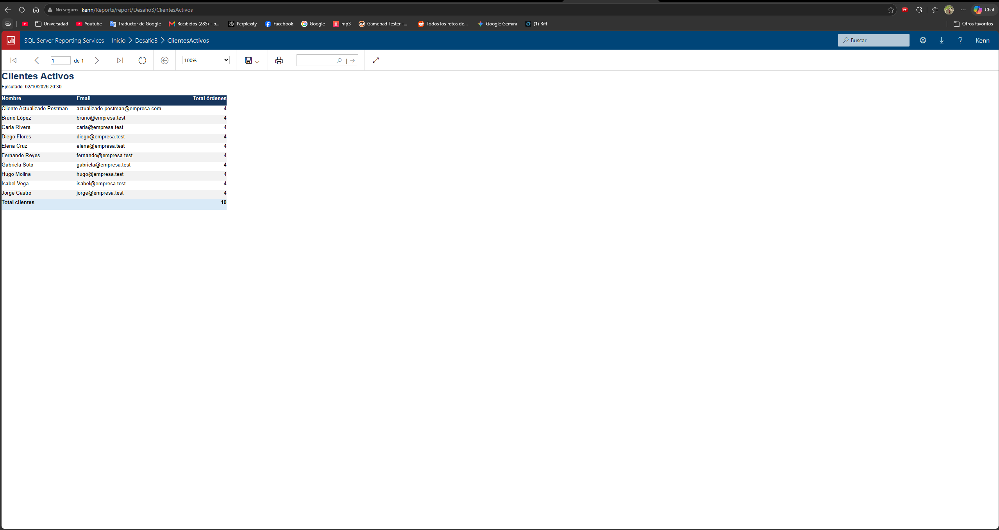 No seguro kenn/Reports/report/Desafio3/ClientesActivos
Chat
Universidad Youtube Traductor de Google Recibidos (285) - p... Perplexity Facebook Google mp3 Gamepad Tester -... Todos los retos de... Google Gemini (1) Rift Otros favoritos
SQL Server Reporting Services Inicio Desafio3 ClientesActivos Buscar ? Kenn
1 de 1 100%
Clientes Activos
Ejecutado: 02/10/2026 20:30
Nombre Email Total órdenes
Cliente Actualizado Postman actualizado.postman@empresa.com 4
Bruno López bruno@empresa.test 4
Carla Rivera carla@empresa.test 4
Diego Flores diego@empresa.test 4
Elena Cruz elena@empresa.test 4
Fernando Reyes fernando@empresa.test 4
Gabriela Soto gabriela@empresa.test 4
Hugo Molina hugo@empresa.test 4
Isabel Vega isabel@empresa.test 4
Jorge Castro jorge@empresa.test 4
Total clientes 10